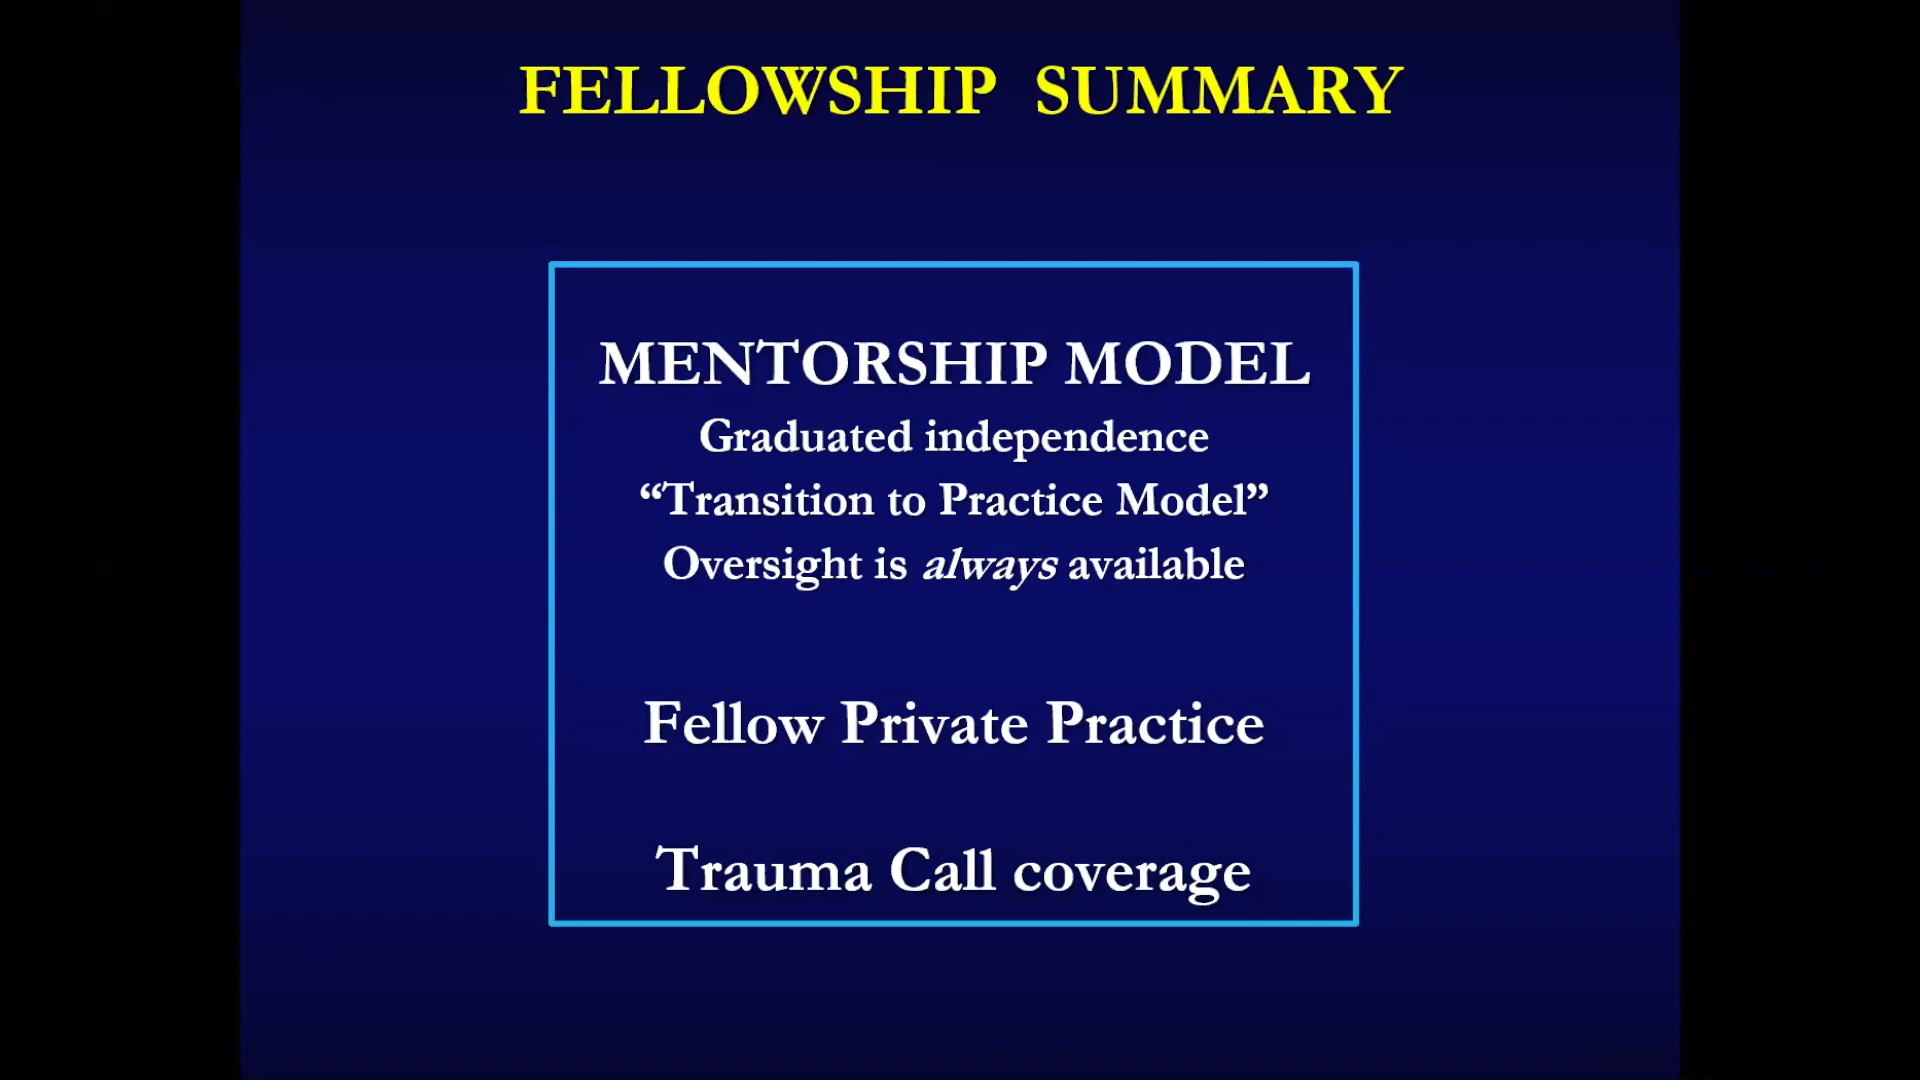 FELLOWSHIP SUMMARY
MENTORSHIP MODEL
Graduated independence
“Transition to Practice Model”
Oversight is always available
Fellow Private Practice
Trauma Call coverage